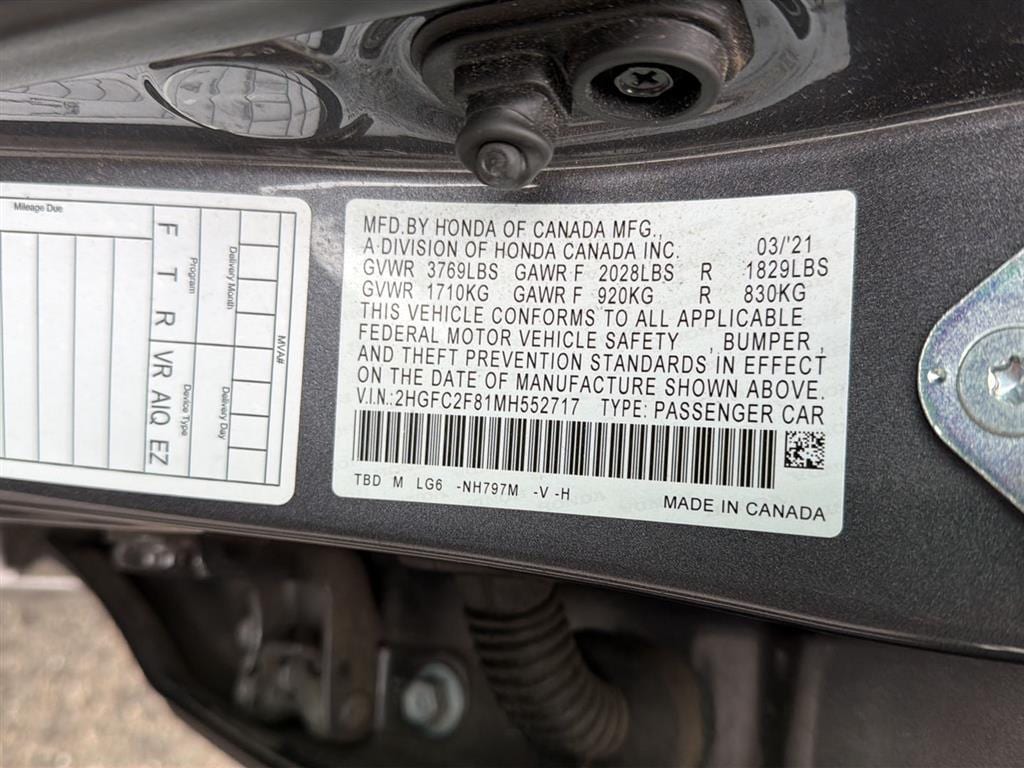 Mileage Due
F T R VR AIQ EZ
Program
Device Type
Delivery Month
Delivery Day
MVA#
MFD.BY HONDA OF CANADA MFG.,
A DIVISION OF HONDA CANADA INC. 03/'21
GVWR 3769LBS GAWR F 2028LBS R 1829LBS
GVWR 1710KG GAWR F 920KG R 830KG
THIS VEHICLE CONFORMS TO ALL APPLICABLE
FEDERAL MOTOR VEHICLE SAFETY , BUMPER ,
AND THEFT PREVENTION STANDARDS IN EFFECT
ON THE DATE OF MANUFACTURE SHOWN ABOVE.
V.I.N.:2HGFC2F81MH552717 TYPE: PASSENGER CAR
TBD M LG6 -NH797M -V -H
MADE IN CANADA